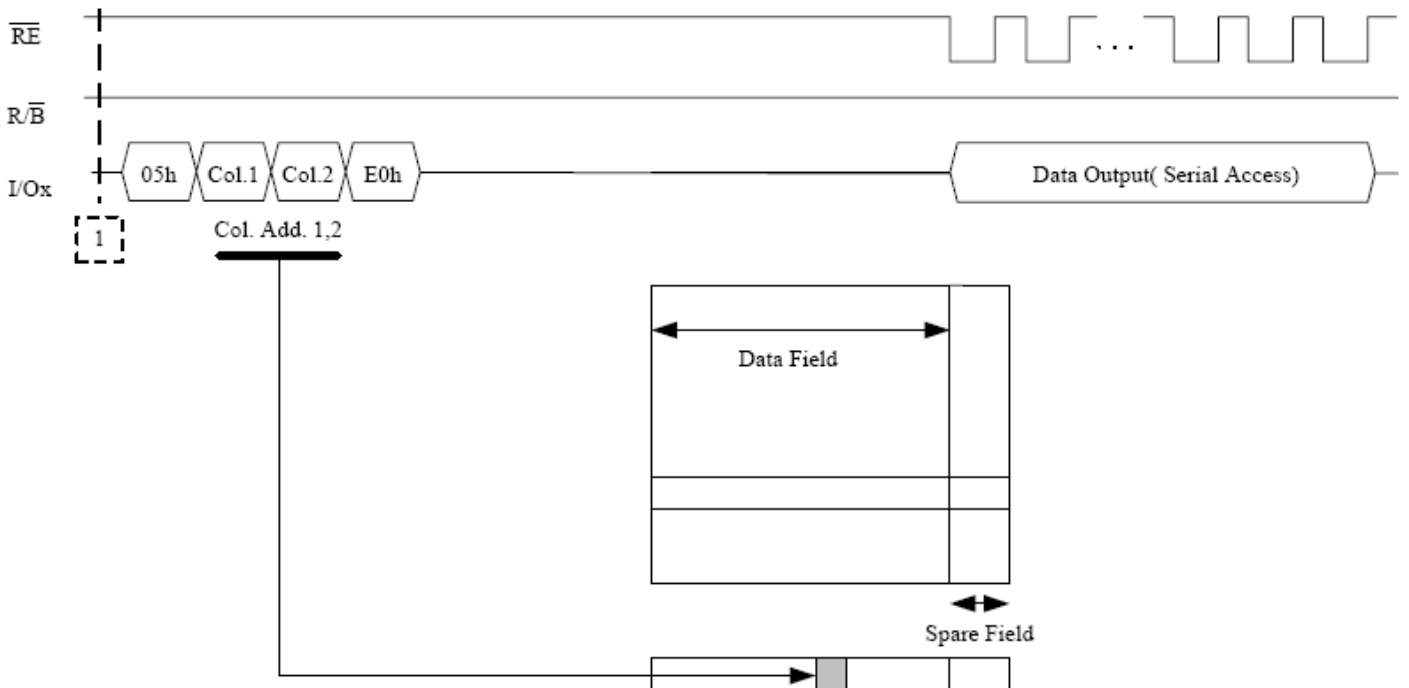 R̅E̅
R/B̅
I/Ox
05h
Col.1
Col.2
E0h
Data Output( Serial Access)
. . .
1
Col. Add. 1,2
Data Field
Spare Field